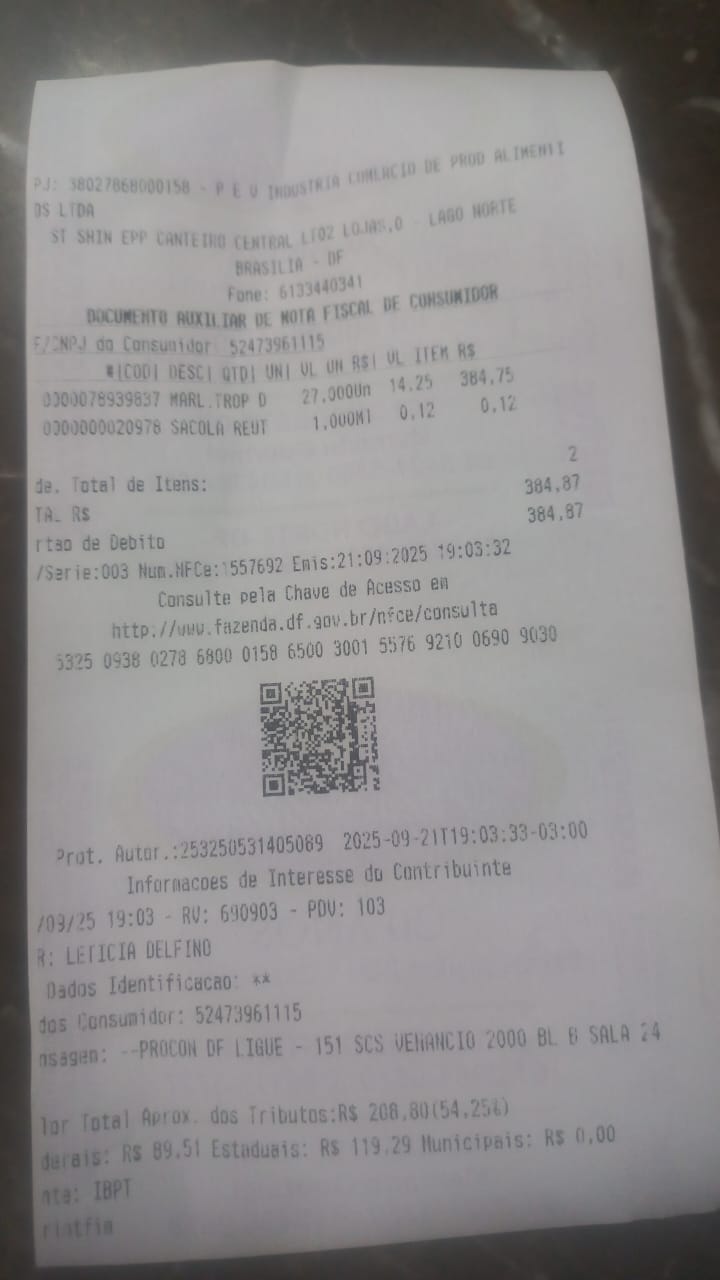 PJ: 38027868000158 - P E V INDUSTRIA COMERCIO DE PROD ALIMENTI
OS LTDA
ST SHIN EPP CANTEIRO CENTRAL LT02 LOJAS,0 - LAGO NORTE
BRASILIA - DF
Fone: 6133440341
DOCUMENTO AUXILIAR DE NOTA FISCAL DE CONSUMIDOR
F/CNPJ do Consumidor: 52473961115
#|COD| DESC| QTD| UN| VL UN R$| VL ITEM R$
0000078939837 MARL.TROP D 27,000Un 14,25 384,75
0000000020978 SACOLA REUT 1,000M1 0,12 0,12
de. Total de Itens: 2
TAL R$ 384,87
rtao de Debito 384,87
/Serie:003 Num.NFCe:1557692 Emis:21:09:2025 19:03:32
Consulte pela Chave de Acesso em
http://www.fazenda.df.gov.br/nfce/consulta
5325 0938 0278 6800 0158 6500 3001 5576 9210 0690 9030
Prot. Autor.:253250531405089 2025-09-21T19:03:33-03:00
Informacoes de Interesse do Contribuinte
/09/25 19:03 - RV: 690903 - PDV: 103
R: LETICIA DELFINO
Dados Identificacao: **
dos Consumidor: 52473961115
nsagem: --PROCON DF LIGUE - 151 SCS VENANCIO 2000 BL B SALA 24
lor Total Aprox. dos Tributos:R$ 208,80(54,25%)
derais: R$ 89,51 Estaduais: R$ 119,29 Municipais: R$ 0,00
nte: IBPT